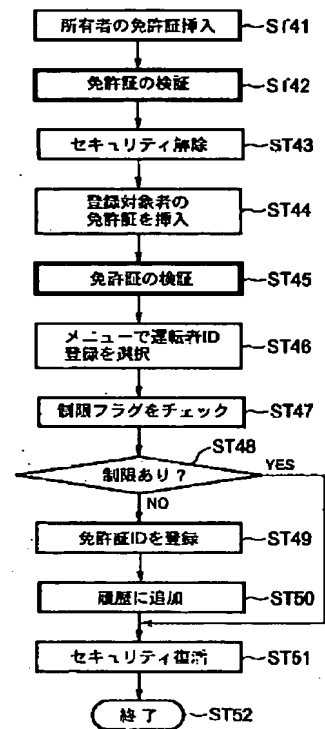 所有者の免許証挿入 ST41
免許証の検証 ST42
セキュリティ解除 ST43
登録対象者の
免許証を挿入 ST44
免許証の検証 ST45
メニューで運転者ID
登録を選択 ST46
制限フラグをチェック ST47
ST48
制限あり？ YES
NO
免許証IDを登録 ST49
履歴に追加 ST50
セキュリティ復活 ST51
終了 ST52